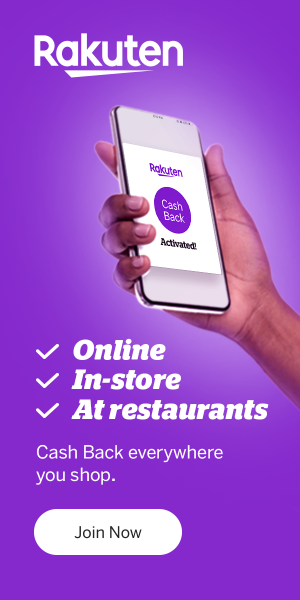 Rakuten
Rakuten
Cash
Back
Activated!
Online
In-store
At restaurants
Cash Back everywhere
you shop.
Join Now